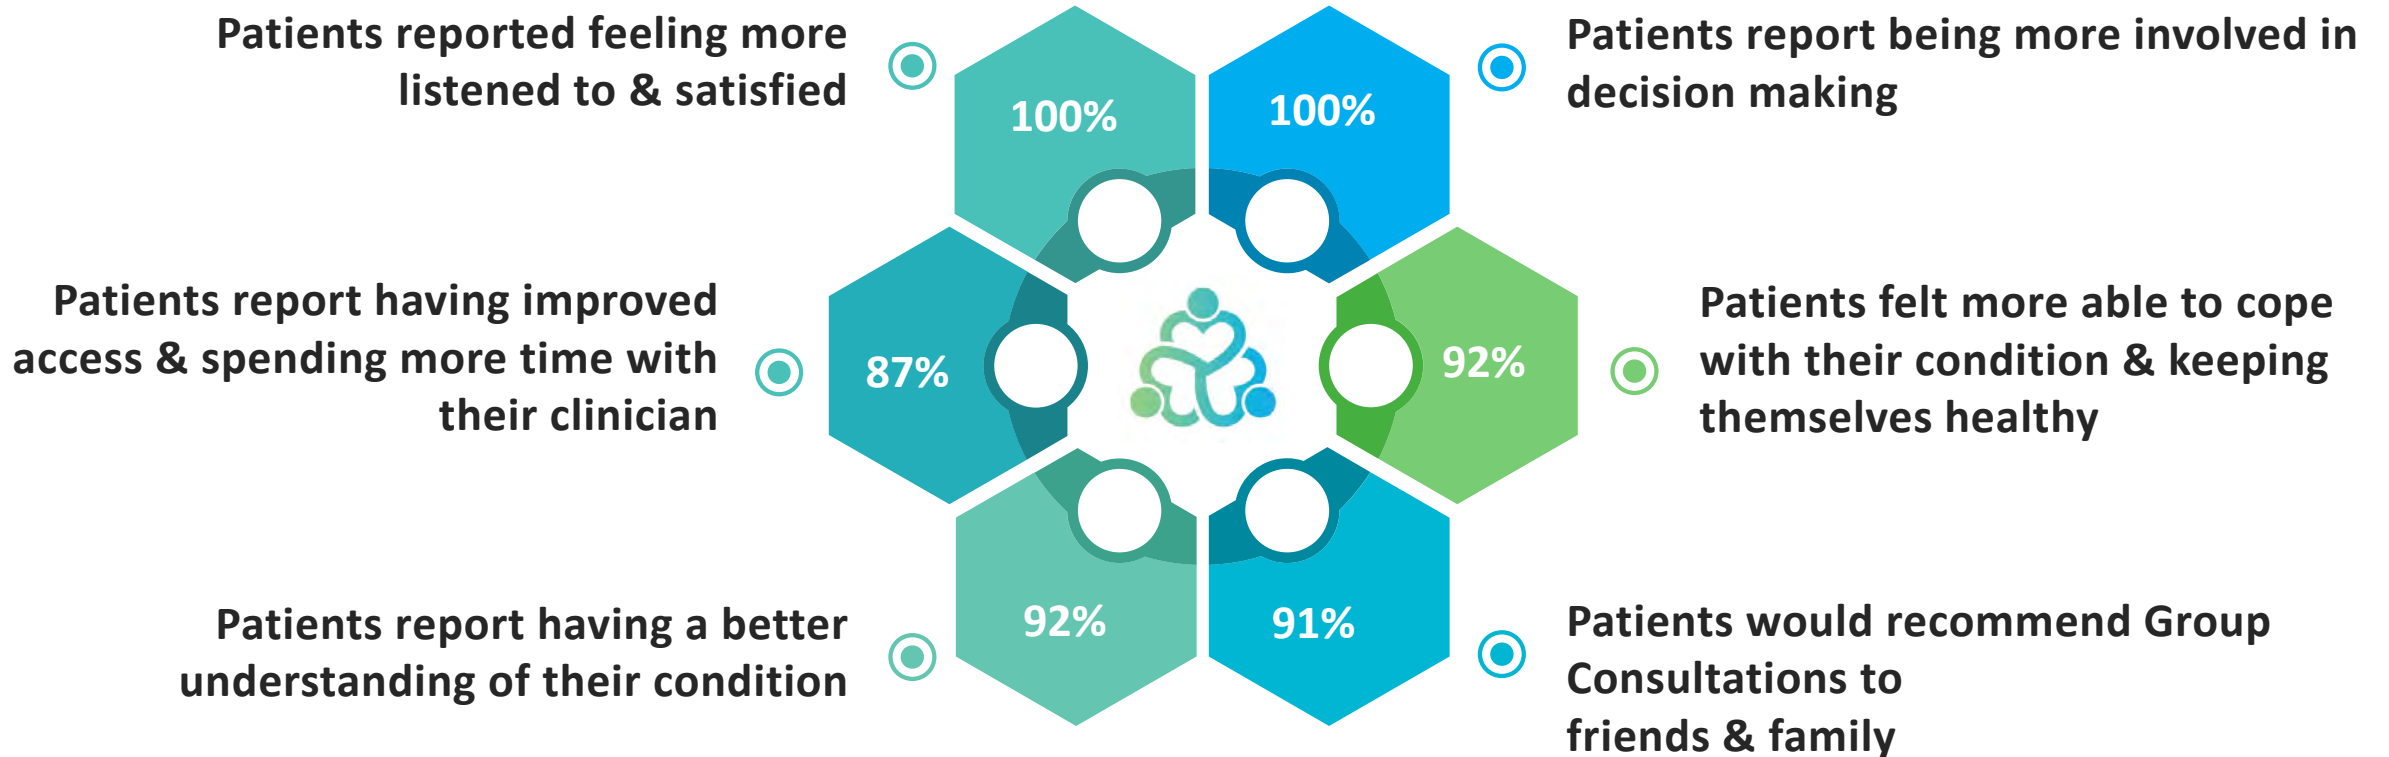 Patients reported feeling more
listened to & satisfied
100%
100%
Patients report being more involved in
decision making
Patients report having improved
access & spending more time with
their clinician
87%
92%
Patients felt more able to cope
with their condition & keeping
themselves healthy
Patients report having a better
understanding of their condition
92%
91%
Patients would recommend Group
Consultations to
friends & family